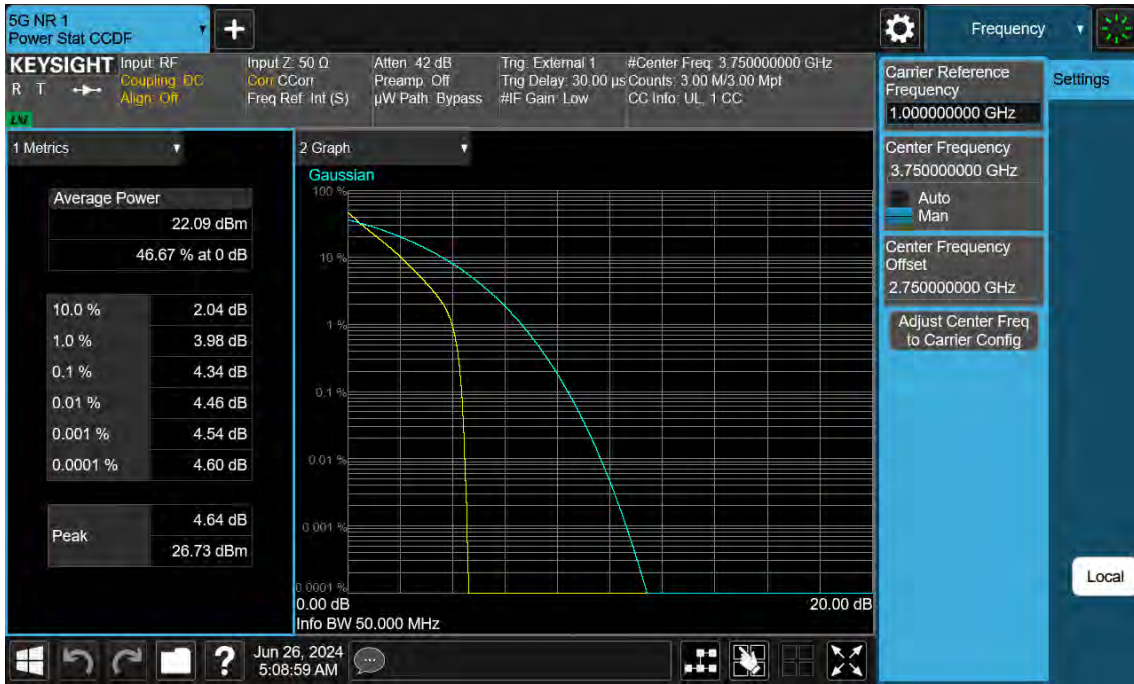 5G NR 1
Power Stat CCDF
Frequency
KEYSIGHT
R T
LNI
Input: RF
Coupling: DC
Align: Off
Input Z: 50 Ω
Corr CCorr
Freq Ref: Int (S)
Atten: 42 dB
Preamp: Off
µW Path: Bypass
Trig: External 1
Trig Delay: 30.00 µs
#IF Gain: Low
#Center Freq: 3.750000000 GHz
Counts: 3.00 M/3.00 Mpt
CC Info: UL, 1 CC
1 Metrics
Average Power
22.09 dBm
46.67 % at 0 dB
10.0 % 2.04 dB
1.0 % 3.98 dB
0.1 % 4.34 dB
0.01 % 4.46 dB
0.001 % 4.54 dB
0.0001 % 4.60 dB
Peak
4.64 dB
26.73 dBm
2 Graph
Gaussian
100 %
10 %
1 %
0.1 %
0.01 %
0.001 %
0.0001 %
0.00 dB 20.00 dB
Info BW 50.000 MHz
Carrier Reference
Frequency
1.000000000 GHz
Center Frequency
3.750000000 GHz
Auto
Man
Center Frequency
Offset
2.750000000 GHz
Adjust Center Freq
to Carrier Config
Settings
Local
?
Jun 26, 2024
5:08:59 AM